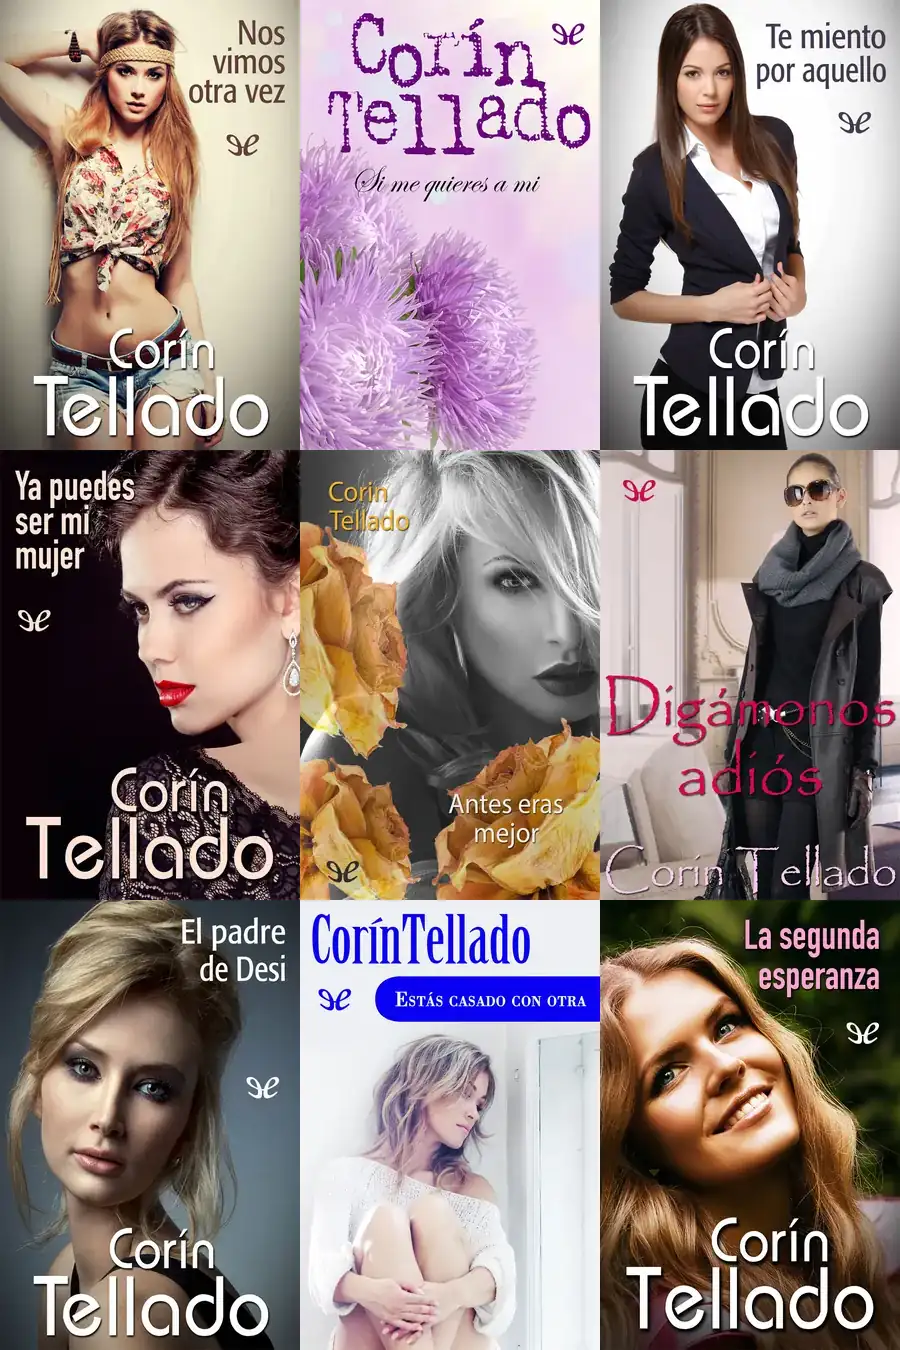 Nos
vimos
otra vez
Corín
Tellado
Corín
Tellado
Si me quieres a mi
Te miento
por aquello
Corín
Tellado
Ya puedes
ser mi
mujer
Corín
Tellado
Corin
Tellado
Antes eras
mejor
Digámonos
adiós
Corín Tellado
El padre
de Desi
Corín
Tellado
CorínTellado
Estás casado con otra
La segunda
esperanza
Corín
Tellado